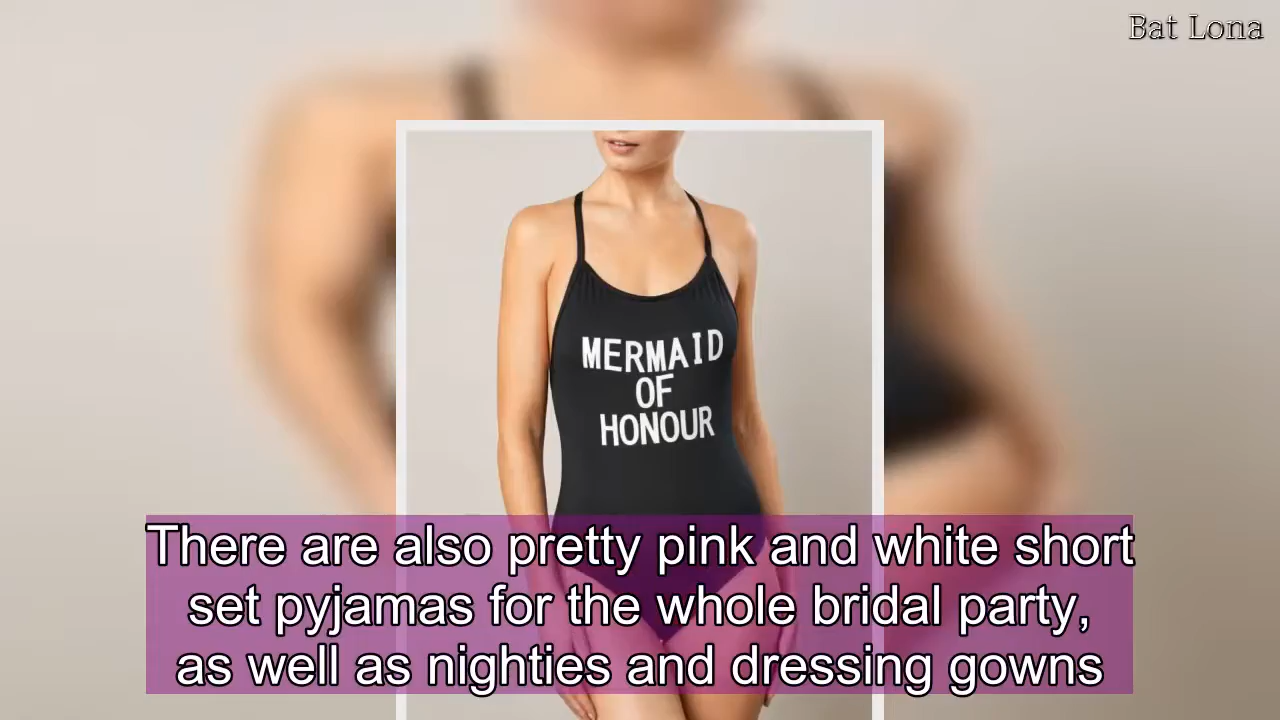 Bat Lona
MERMAID
OF
HONOUR
There are also pretty pink and white short
set pyjamas for the whole bridal party,
as well as nighties and dressing gowns